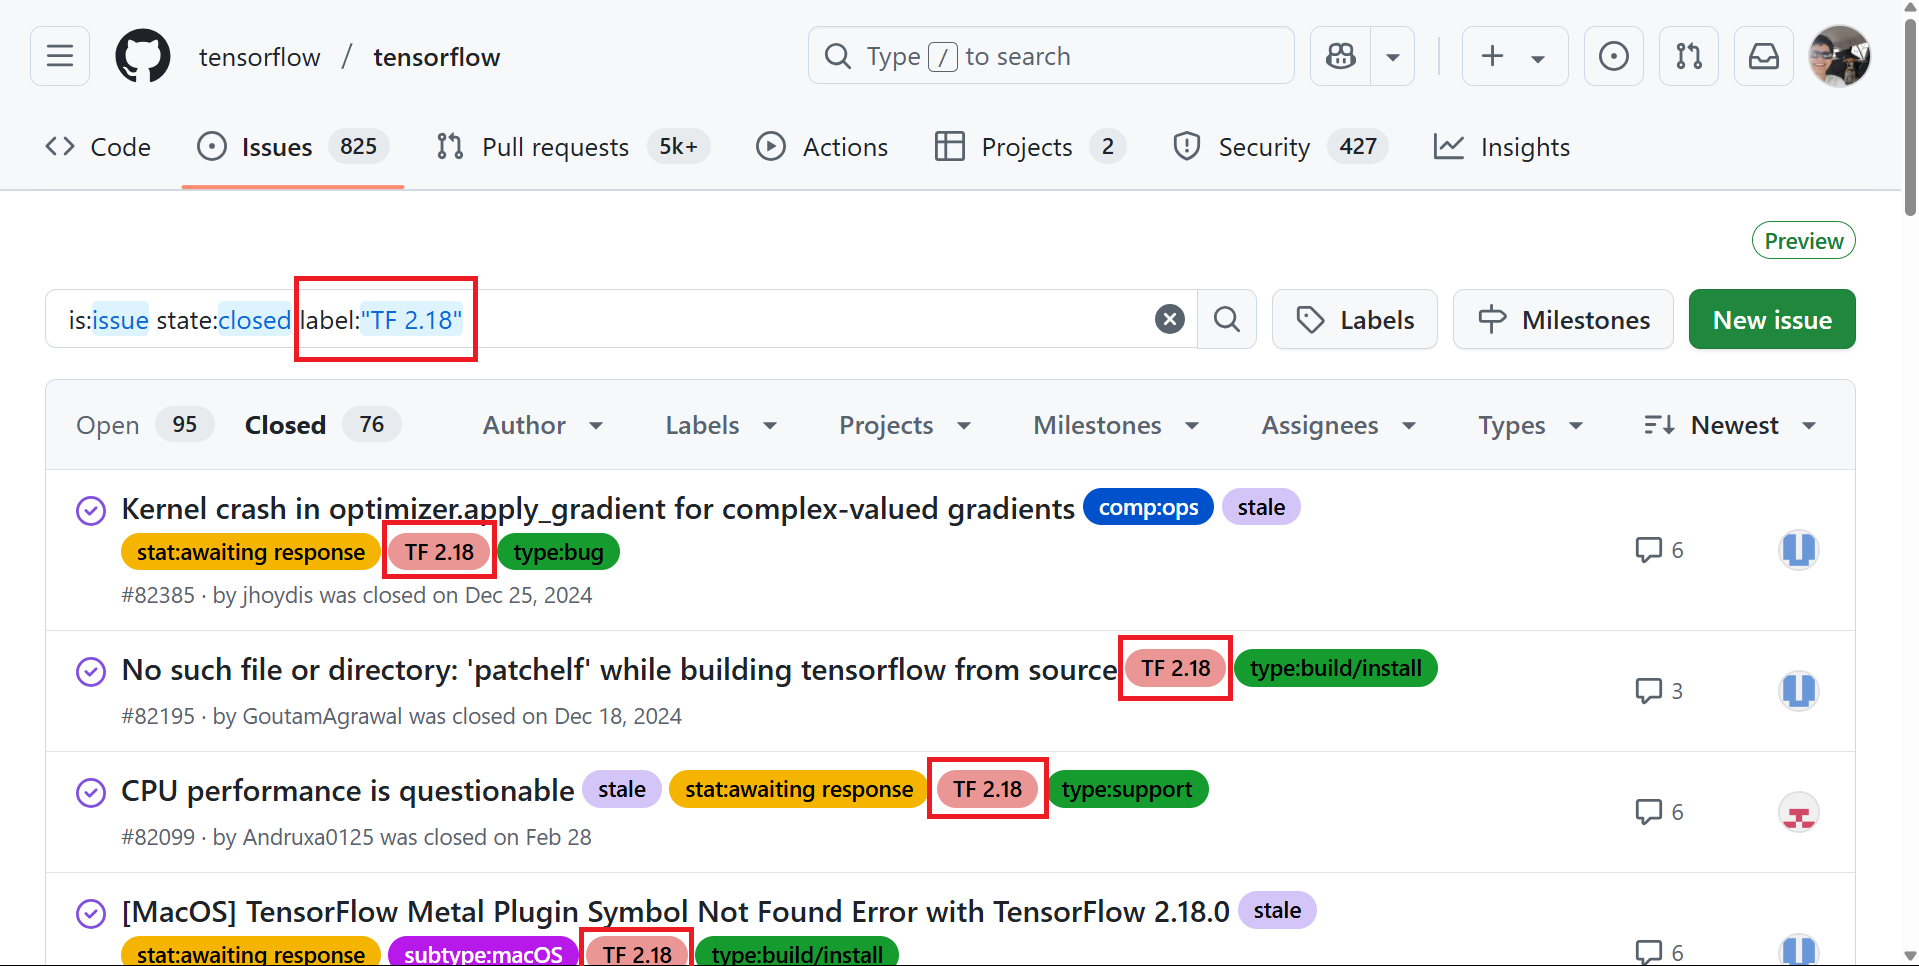 tensorflow / tensorflow
Type / to search
Code
Issues 825
Pull requests 5k+
Actions
Projects 2
Security 427
Insights
Preview
is:issue state:closed label:"TF 2.18"
Labels
Milestones
New issue
Open 95
Closed 76
Author
Labels
Projects
Milestones
Assignees
Types
Newest
Kernel crash in optimizer.apply_gradient for complex-valued gradients comp:ops stale
stat:awaiting response TF 2.18 type:bug
6
#82385 · by jhoydis was closed on Dec 25, 2024
No such file or directory: 'patchelf' while building tensorflow from source TF 2.18 type:build/install
3
#82195 · by GoutamAgrawal was closed on Dec 18, 2024
CPU performance is questionable stale stat:awaiting response TF 2.18 type:support
6
#82099 · by Andruxa0125 was closed on Feb 28
[MacOS] TensorFlow Metal Plugin Symbol Not Found Error with TensorFlow 2.18.0 stale
stat:awaiting response subtype:macOS TF 2.18 type:build/install
6